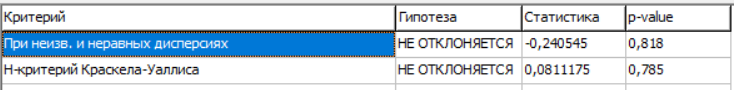 Критерий Гипотеза Статистика p-value
При неизв. и неравных дисперсиях НЕ ОТКЛОНЯЕТСЯ -0,240545 0,818
Н-критерий Краскела-Уаллиса НЕ ОТКЛОНЯЕТСЯ 0,0811175 0,785